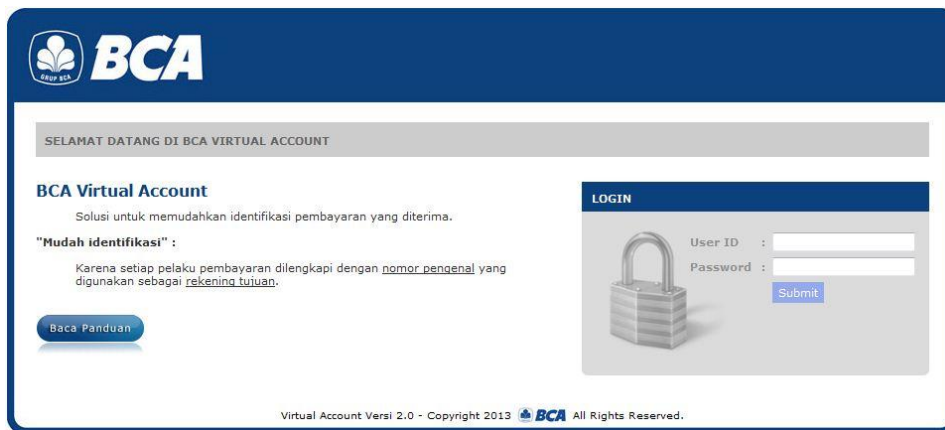 GRUP BCA
BCA
SELAMAT DATANG DI BCA VIRTUAL ACCOUNT
BCA Virtual Account
Solusi untuk memudahkan identifikasi pembayaran yang diterima.
"Mudah identifikasi" :
Karena setiap pelaku pembayaran dilengkapi dengan nomor pengenal yang
digunakan sebagai rekening tujuan.
Baca Panduan
LOGIN
User ID :
Password :
Submit
Virtual Account Versi 2.0 - Copyright 2013 BCA All Rights Reserved.